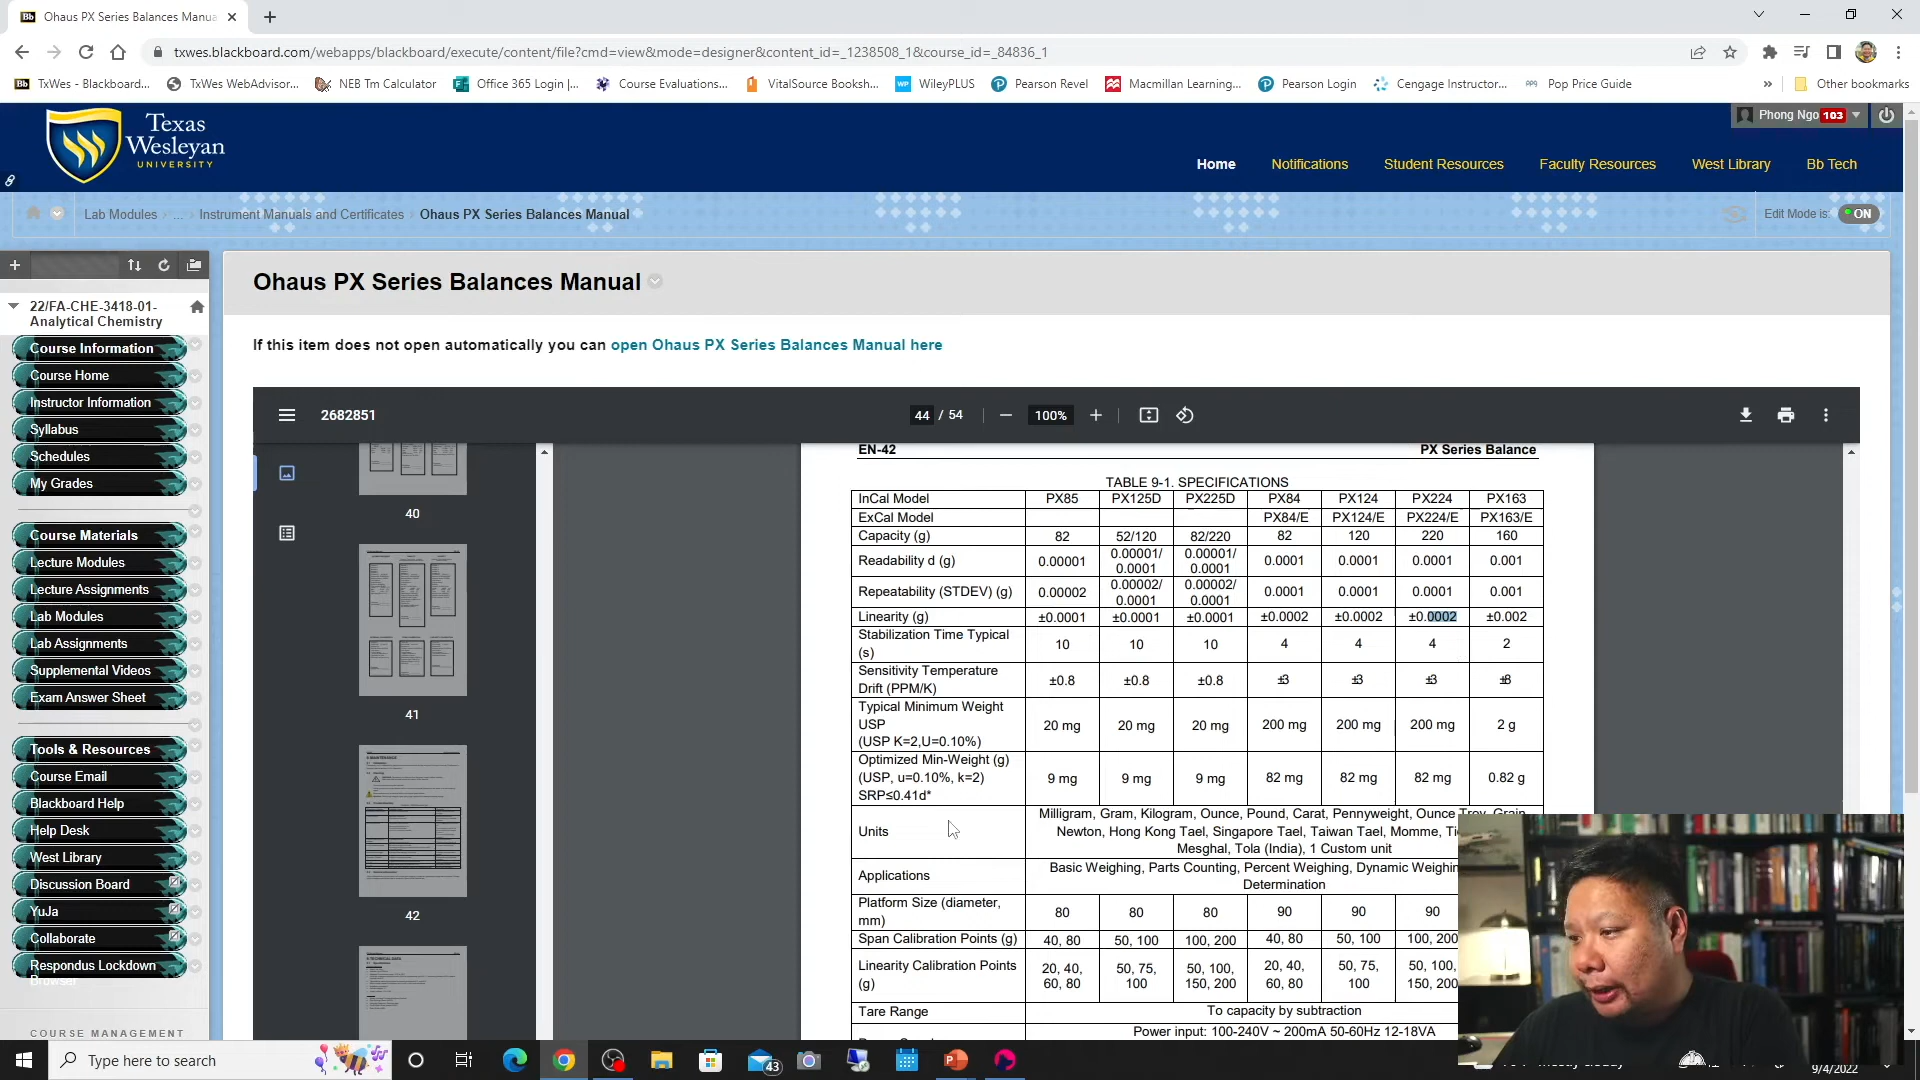 Ohaus PX Series Balances Manua
txwes.blackboard.com/webapps/blackboard/execute/content/file?cmd=view&mode=designer&content_id=_1238508_1&course_id=_84836_1
TxWes - Blackboard...
TxWes WebAdvisor...
NEB Tm Calculator
Office 365 Login |...
Course Evaluations...
VitalSource Booksh...
WileyPLUS
Pearson Revel
Macmillan Learning...
Pearson Login
Cengage Instructor...
Pop Price Guide
»
Other bookmarks
Texas
Wesleyan
UNIVERSITY
Phong Ngo 103
Home
Notifications
Student Resources
Faculty Resources
West Library
Bb Tech
Lab Modules
...
Instrument Manuals and Certificates
Ohaus PX Series Balances Manual
Edit Mode is:
ON
22/FA-CHE-3418-01-
Analytical Chemistry
Course Information
Course Home
Instructor Information
Syllabus
Schedules
My Grades
Course Materials
Lecture Modules
Lecture Assignments
Lab Modules
Lab Assignments
Supplemental Videos
Exam Answer Sheet
Tools & Resources
Course Email
Blackboard Help
Help Desk
West Library
Discussion Board
YuJa
Collaborate
Respondus Lockdown
Browser
COURSE MANAGEMENT
Ohaus PX Series Balances Manual
If this item does not open automatically you can open Ohaus PX Series Balances Manual here
2682851
44 / 54
100%
40
41
42
EN-42 PX Series Balance
TABLE 9-1. SPECIFICATIONS
InCal Model PX85 PX125D PX225D PX84 PX124 PX224 PX163
ExCal Model PX84/E PX124/E PX224/E PX163/E
Capacity (g) 82 52/120 82/220 82 120 220 160
Readability d (g) 0.00001 0.00001/ 0.0001 0.00001/ 0.0001 0.0001 0.0001 0.0001 0.001
Repeatability (STDEV) (g) 0.00002 0.00002/ 0.0001 0.00002/ 0.0001 0.0001 0.0001 0.0001 0.001
Linearity (g) ±0.0001 ±0.0001 ±0.0001 ±0.0002 ±0.0002 ±0.0002 ±0.002
Stabilization Time Typical
(s) 10 10 10 4 4 4 2
Sensitivity Temperature
Drift (PPM/K) ±0.8 ±0.8 ±0.8 ±3 ±3 ±3 ±8
Typical Minimum Weight
USP
(USP K=2,U=0.10%) 20 mg 20 mg 20 mg 200 mg 200 mg 200 mg 2 g
Optimized Min-Weight (g)
(USP, u=0.10%, k=2)
SRP≤0.41d* 9 mg 9 mg 9 mg 82 mg 82 mg 82 mg 0.82 g
Units
Milligram, Gram, Kilogram, Ounce, Pound, Carat, Pennyweight, Ounce Troy, Grain,
Newton, Hong Kong Tael, Singapore Tael, Taiwan Tael, Momme,
Mesghal, Tola (India), 1 Custom unit
Applications
Basic Weighing, Parts Counting, Percent Weighing, Dynamic
Determination
Platform Size (diameter,
mm) 80 80 80 90 90 90
Span Calibration Points (g) 40, 80 50, 100 100, 200 40, 80 50, 100 100, 200
Linearity Calibration Points
(g) 20, 40, 60, 80 50, 75, 100 50, 100, 150, 200 20, 40, 60, 80 50, 75, 100 50, 100, 150, 200
Tare Range To capacity by subtraction
Power input: 100-240V ~ 200mA 50-60Hz 12-18VA
Type here to search
43
9/4/2022